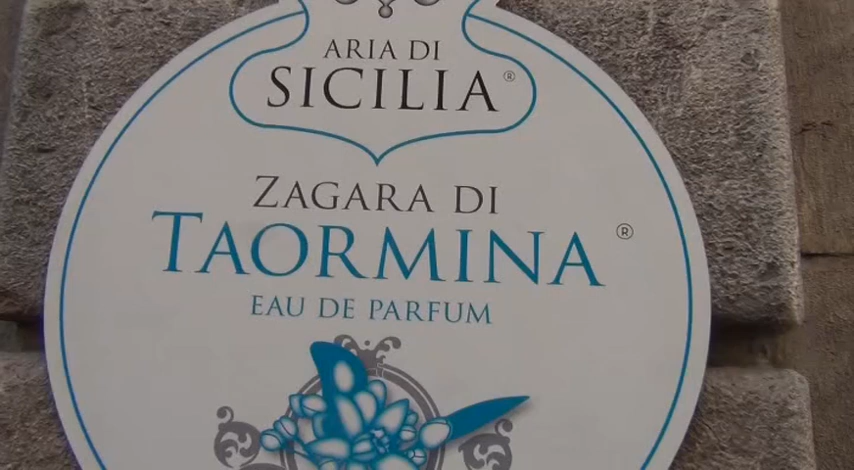 ARIA DI
SICILIA®
ZAGARA DI
TAORMINA®
EAU DE PARFUM